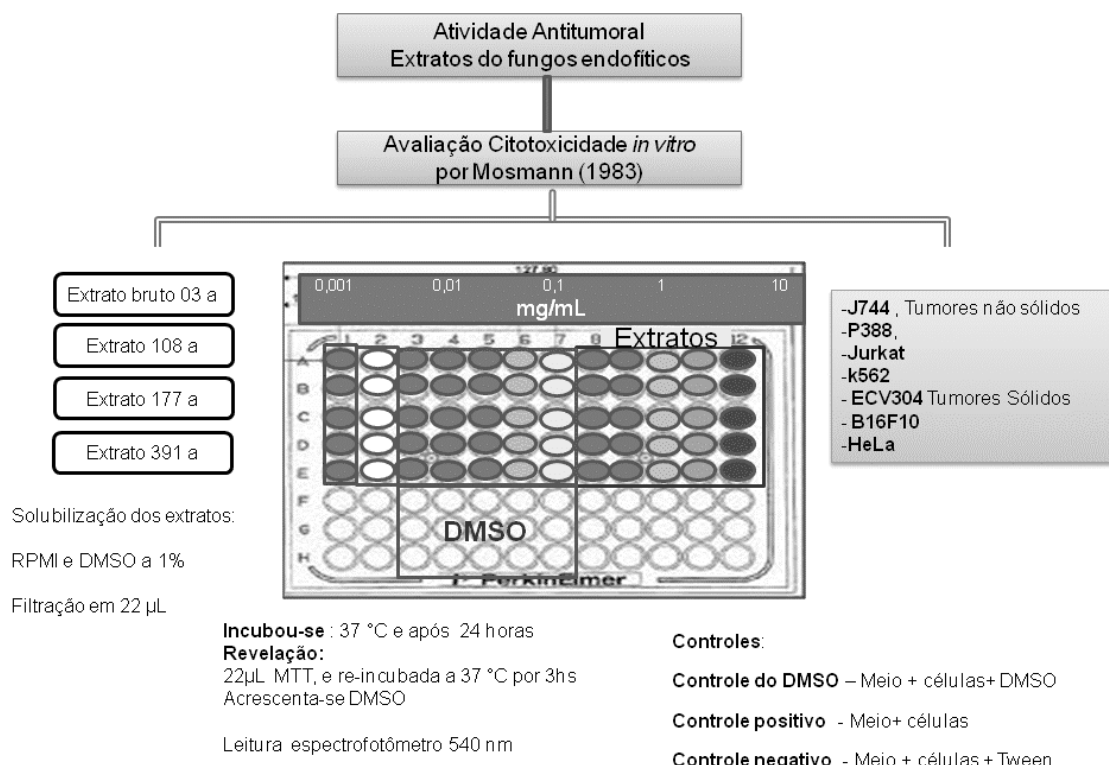 Atividade Antitumoral
Extratos do fungos endofíticos
Avaliação Citotoxicidade in vitro
por Mosmann (1983)
Extrato bruto 03 a
Extrato 108 a
Extrato 177 a
Extrato 391 a
Solubilização dos extratos:
RPMI e DMSO a 1%
Filtração em 22 µL
127.80
0,001 0,01 0,1 1 10
mg/mL
Extratos
1 2 3 4 5 6 7 8 12
A
B
C
D
E
F
G
H
DMSO
PerkinElmer
-J744 , Tumores não sólidos
-P388,
-Jurkat
-k562
- ECV304 Tumores Sólidos
- B16F10
-HeLa
Incubou-se : 37 °C e após 24 horas
Revelação:
22µL MTT, e re-incubada a 37 °C por 3hs
Acrescenta-se DMSO
Leitura espectrofotômetro 540 nm
Controles:
Controle do DMSO – Meio + células+ DMSO
Controle positivo - Meio+ células
Controle negativo - Meio + células + Tween